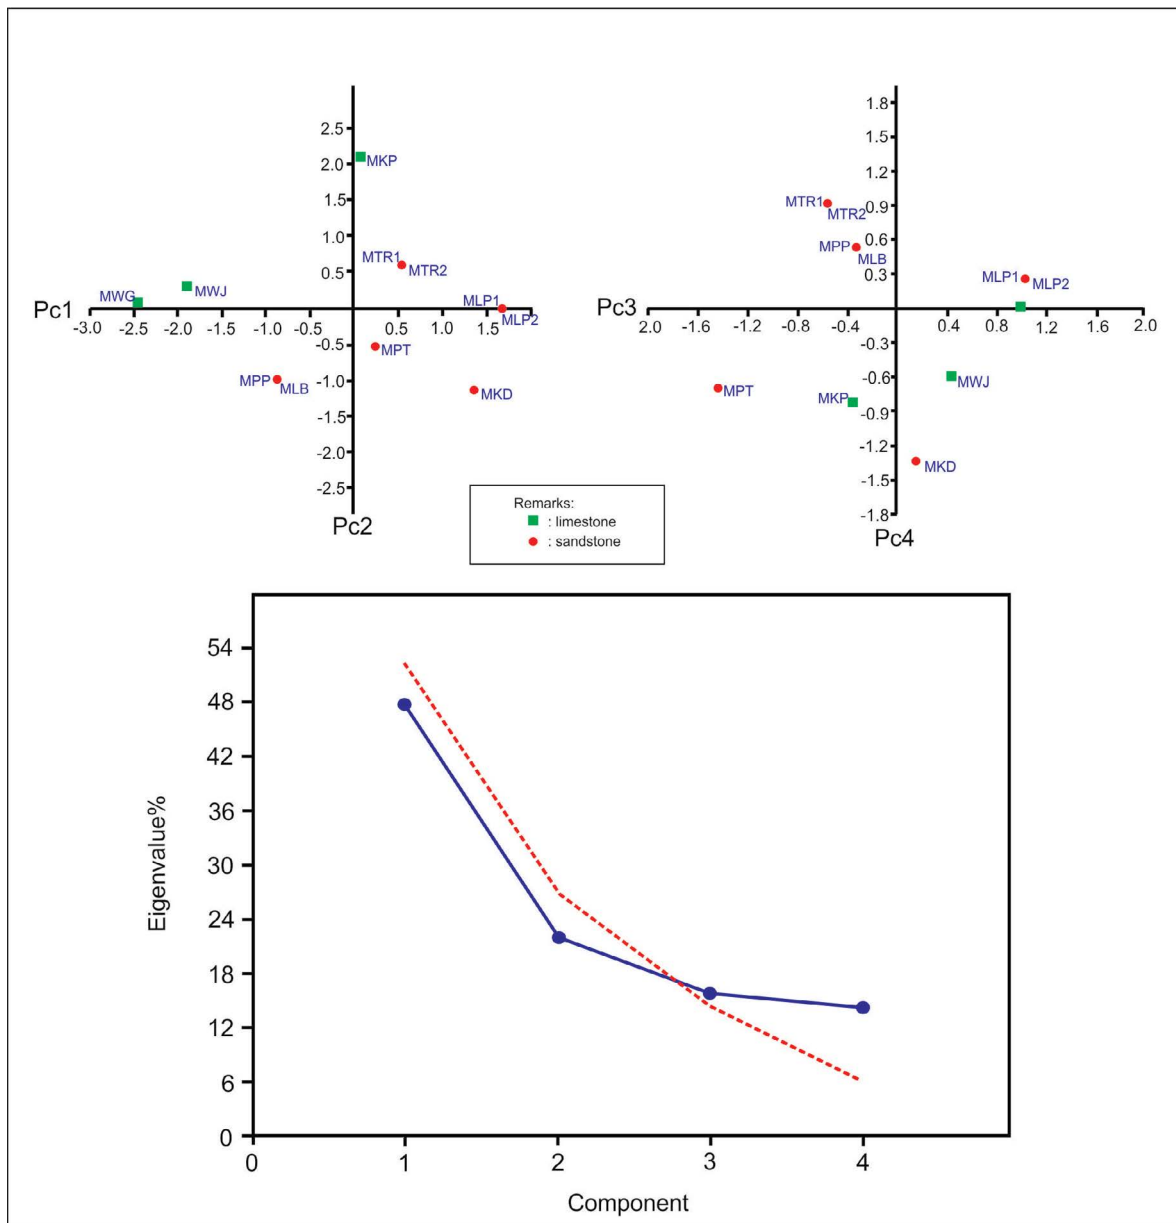 2.5
2.0
1.5
1.0
0.5
MKP
MTR1
MTR2
MWG
MWJ
MLP1
MLP2
Pc1
-3.0 -2.5 -2.0 -1.5 -1.0 -0.5
0.5 1.0 1.5
-0.5
-1.0
-1.5
-2.0
-2.5
MPT
MPP
MLB
MKD
Pc2
1.8
1.5
1.2
0.9
0.6
0.3
MTR1
MTR2
MPP
MLB
MLP1
MLP2
Pc3
2.0 -1.6 -1.2 -0.8 -0.4
0.4 0.8 1.2 1.6 2.0
-0.3
-0.6
-0.9
-1.2
-1.5
-1.8
MWJ
MPT
MKP
MKD
Pc4
Remarks:
: limestone
: sandstone
54
48
42
36
30
24
18
12
6
0
Eigenvalue%
0 1 2 3 4
Component